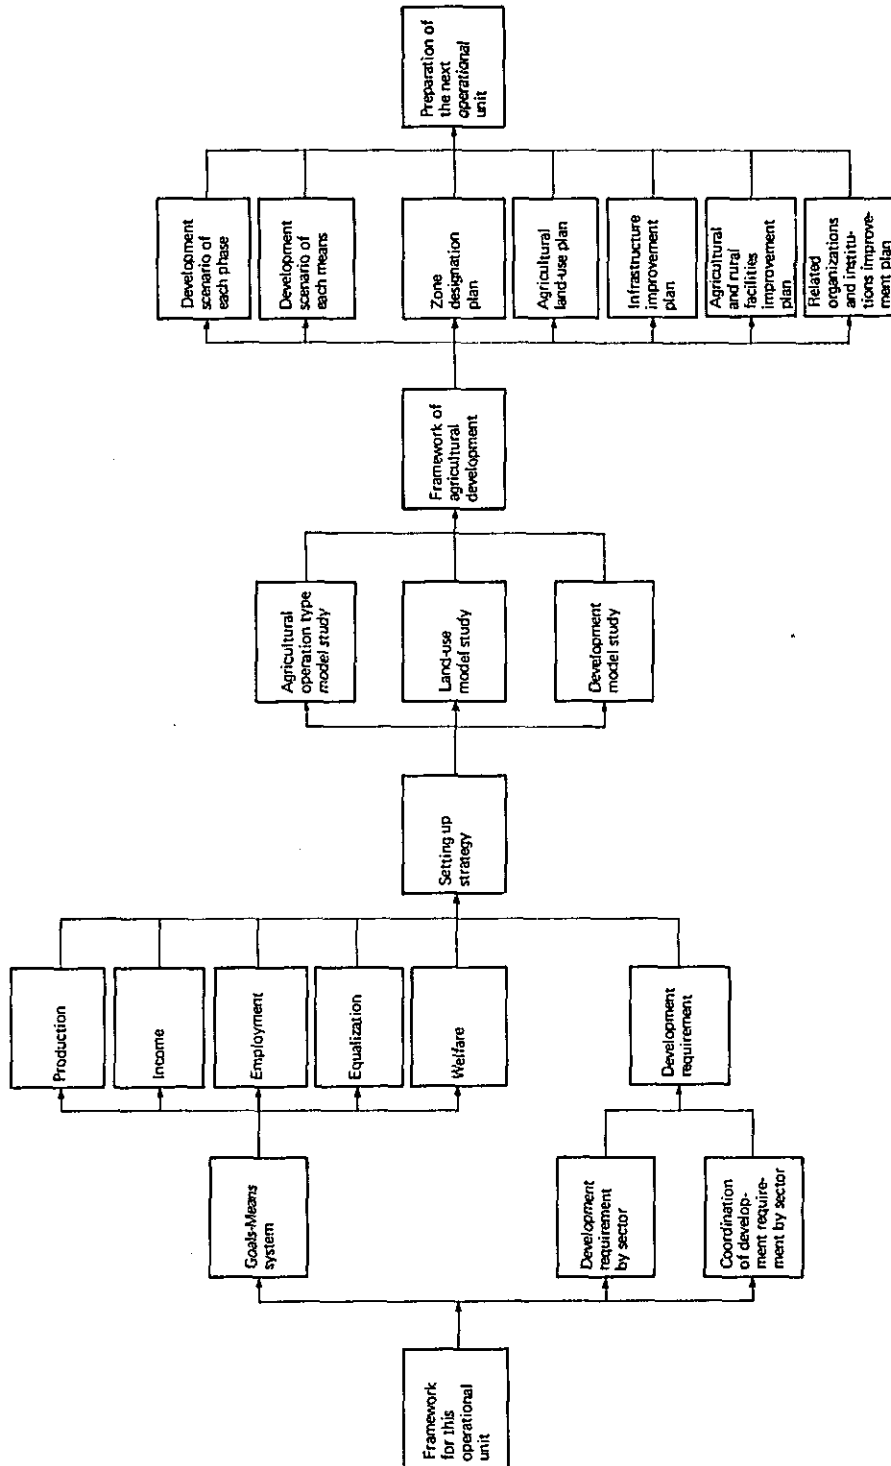 Framework
for this
operational
unit
Goals-Means
system
Development
requirement
by sector
Coordination
of develop-
ment require-
ment by sector
Production
Income
Employment
Equalization
Welfare
Development
requirement
Setting up
strategy
Agricultural
operation type
model study
Land-use
model study
Development
model study
Framework of
agricultural
development
Development
scenario of
each phase
Development
scenario of
each means
Zone
designation
plan
Agricultural
land-use plan
Infrastructure
improvement
plan
Agricultural
and rural
facilities
improvement
plan
Related
organizations
and institu-
tions improve-
ment plan
Preparation of
the next
operational
unit